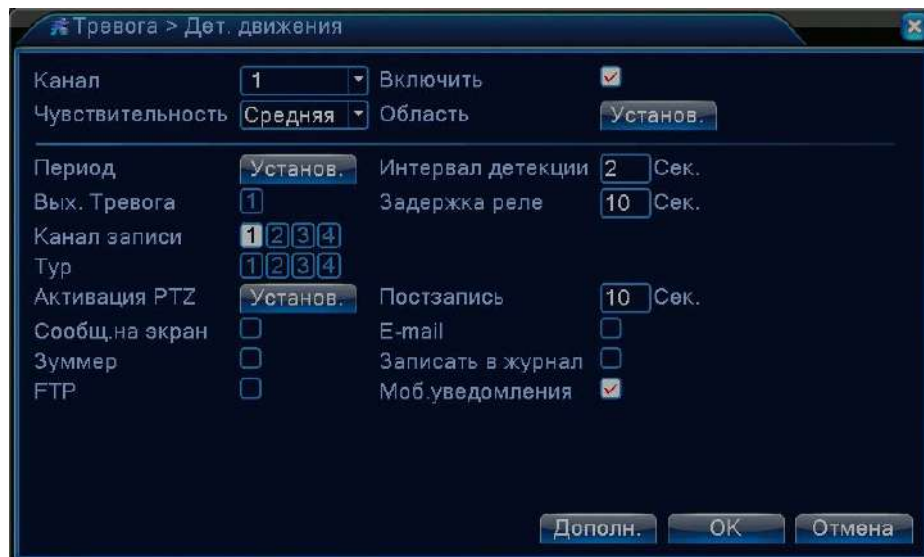 Тревога > Дет. движения
Канал 1 Включить
Чувствительность Средняя Область Установ.
Период Установ. Интервал детекции 2 Сек.
Вых. Тревога 1 Задержка реле 10 Сек.
Канал записи 1 2 3 4
Тур 1 2 3 4
Активация PTZ Установ. Постзапись 10 Сек.
Сообщ.на экран E-mail
Зуммер Записать в журнал
FTP Моб.уведомления
Дополн. OK Отмена